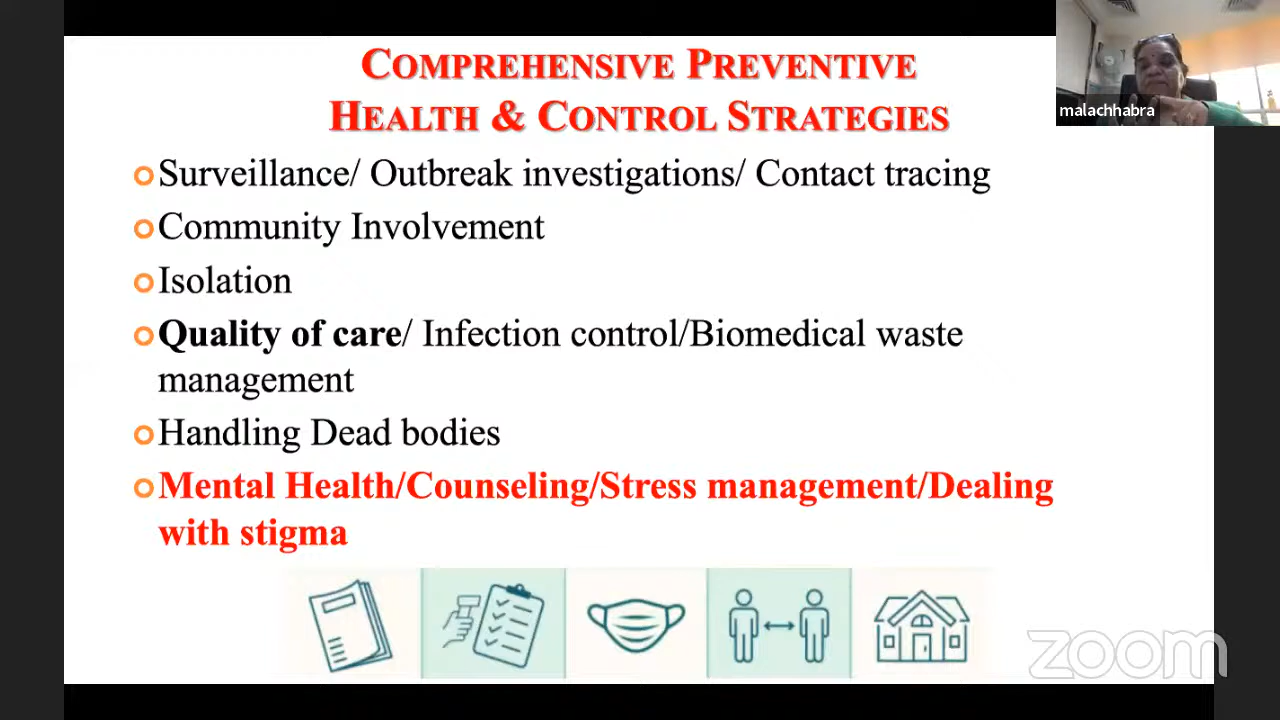 COMPREHENSIVE PREVENTIVE
HEALTH & CONTROL STRATEGIES
malachhabra
Surveillance/ Outbreak investigations/ Contact tracing
Community Involvement
Isolation
Quality of care/ Infection control/Biomedical waste
management
Handling Dead bodies
Mental Health/Counseling/Stress management/Dealing
with stigma
zoom